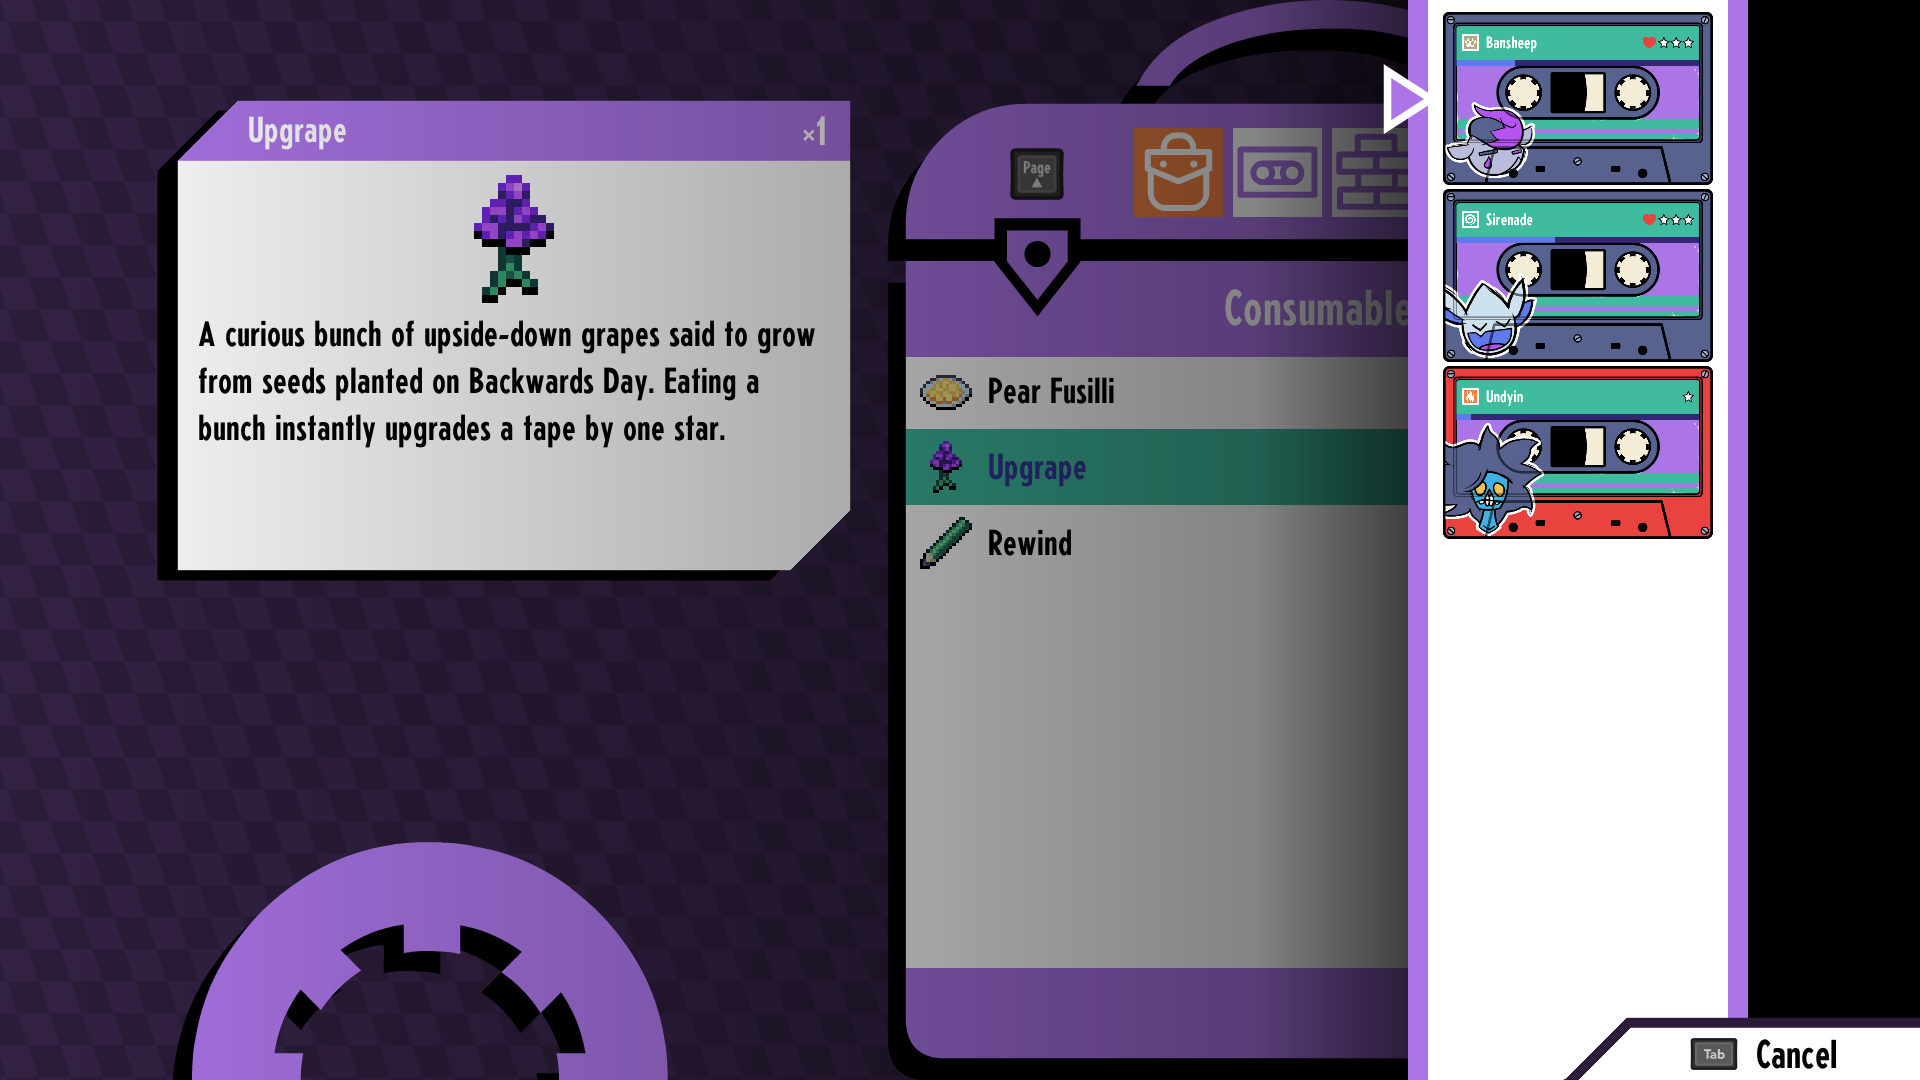 Upgrape
×1
A curious bunch of upside-down grapes said to grow
from seeds planted on Backwards Day. Eating a
bunch instantly upgrades a tape by one star.
Page
Consumable
Pear Fusilli
Upgrape
Rewind
Bansheep
Sirenade
Undyin
Tab
Cancel